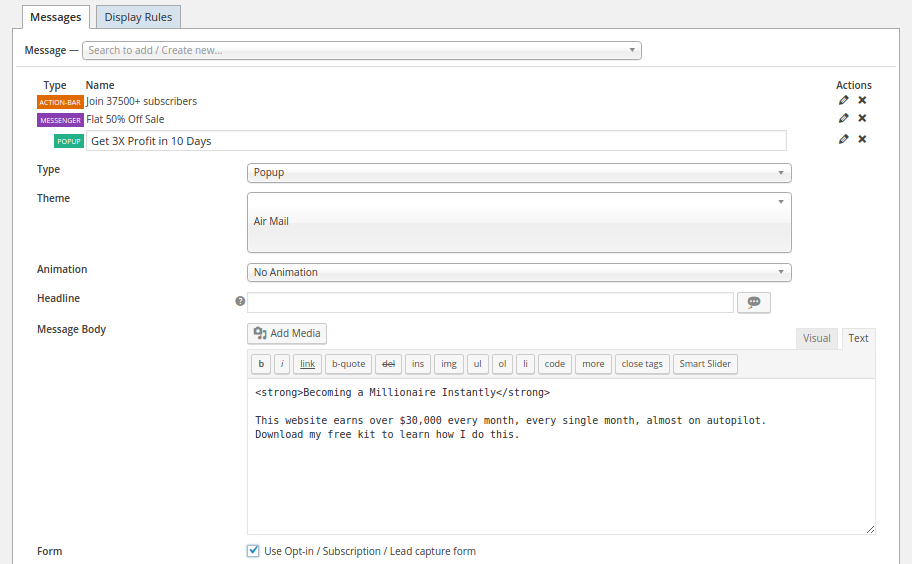 Messages Display Rules
Message — Search to add / Create new...
Type Name Actions
ACTION-BAR Join 37500+ subscribers
MESSENGER Flat 50% Off Sale
POPUP Get 3X Profit in 10 Days
Type Popup
Theme
Air Mail
Animation No Animation
Headline ?
Message Body Add Media Visual Text
b i link b-quote del ins img ul ol li code more close tags Smart Slider
<strong>Becoming a Millionaire Instantly</strong>
This website earns over $30,000 every month, every single month, almost on autopilot.
Download my free kit to learn how I do this.
Form Use Opt-in / Subscription / Lead capture form